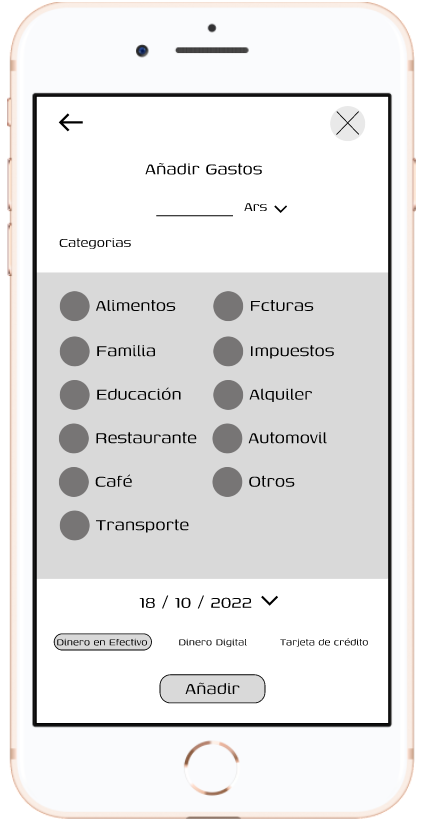 Añadir Gastos
Ars
Categorias
Alimentos Fcturas
Familia Impuestos
Educación Alquiler
Restaurante Automovil
Café Otros
Transporte
18 / 10 / 2022
Dinero en Efectivo Dinero Digital Tarjeta de crédito
Añadir